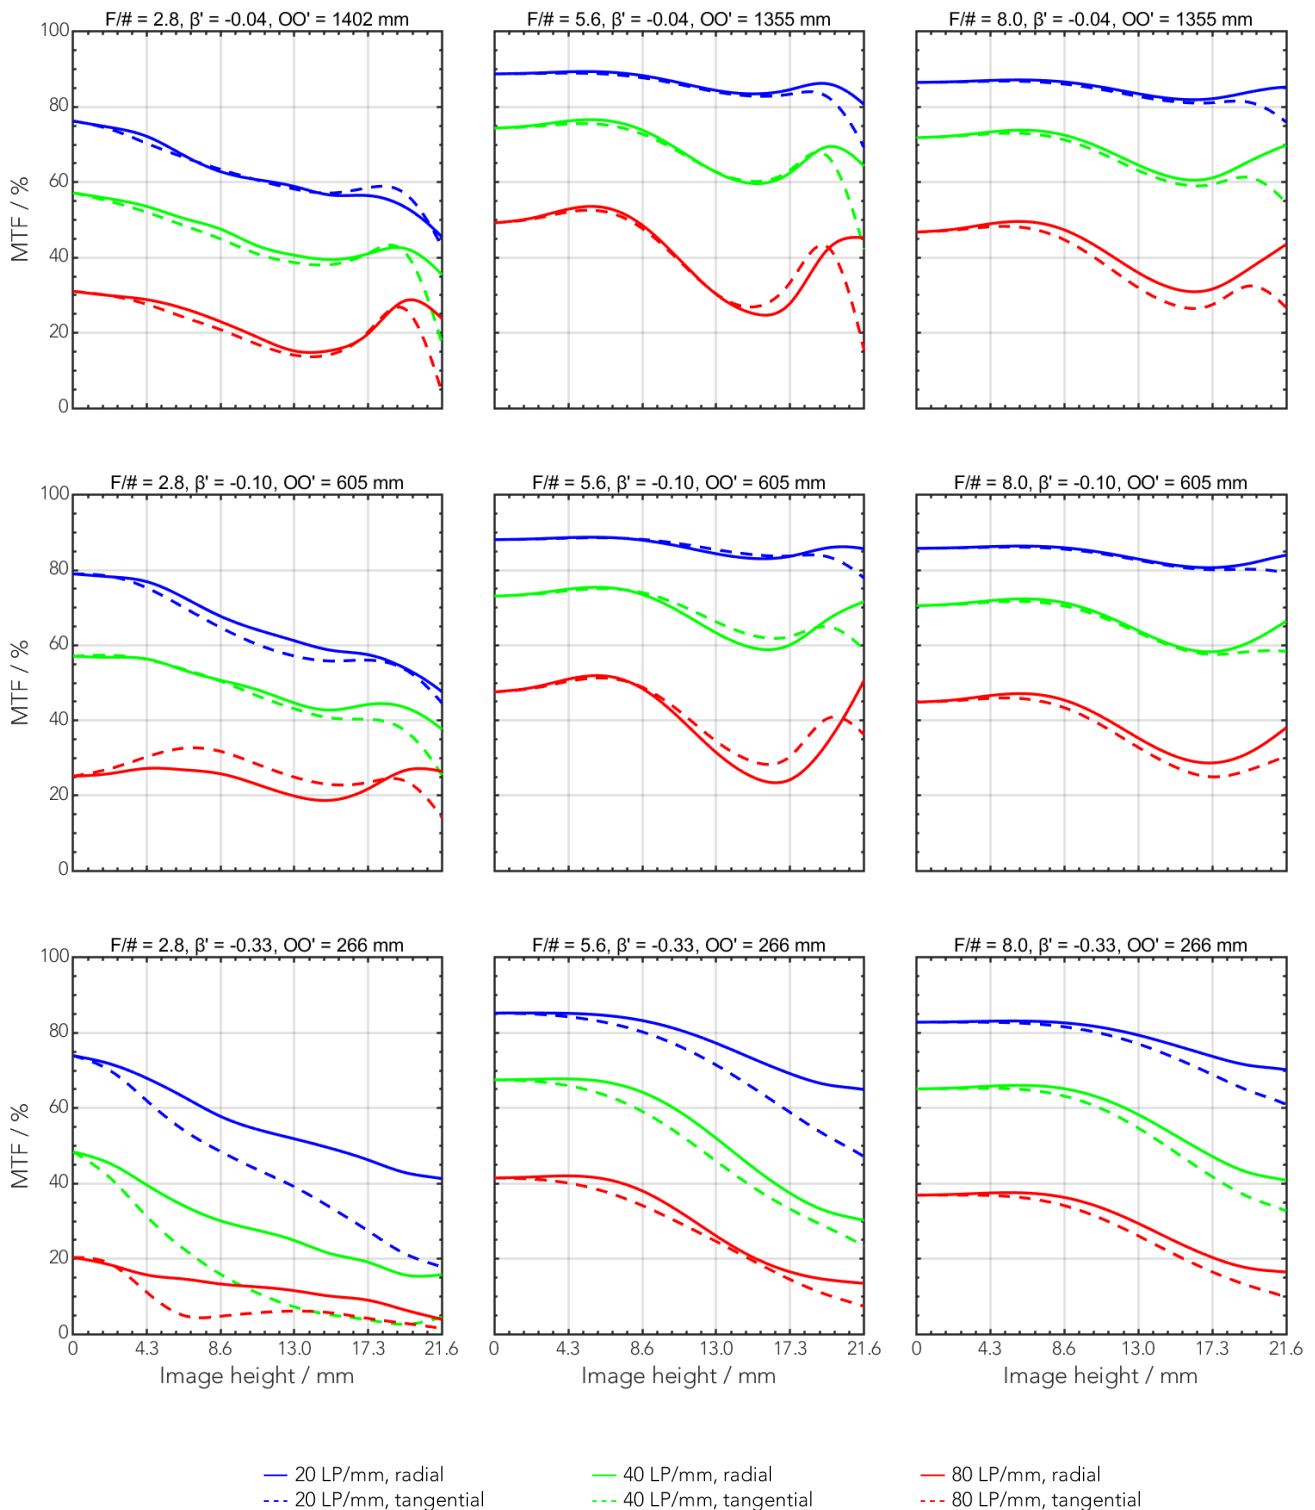 F/# = 2.8, β' = -0.04, OO' = 1402 mm
F/# = 5.6, β' = -0.04, OO' = 1355 mm
F/# = 8.0, β' = -0.04, OO' = 1355 mm
100
80
60
40
20
0
MTF / %
F/# = 2.8, β' = -0.10, OO' = 605 mm
F/# = 5.6, β' = -0.10, OO' = 605 mm
F/# = 8.0, β' = -0.10, OO' = 605 mm
100
80
60
40
20
0
MTF / %
F/# = 2.8, β' = -0.33, OO' = 266 mm
F/# = 5.6, β' = -0.33, OO' = 266 mm
F/# = 8.0, β' = -0.33, OO' = 266 mm
100
80
60
40
20
0
MTF / %
0 4.3 8.6 13.0 17.3 21.6
0 4.3 8.6 13.0 17.3 21.6
0 4.3 8.6 13.0 17.3 21.6
Image height / mm
Image height / mm
Image height / mm
20 LP/mm, radial
40 LP/mm, radial
80 LP/mm, radial
20 LP/mm, tangential
40 LP/mm, tangential
80 LP/mm, tangential